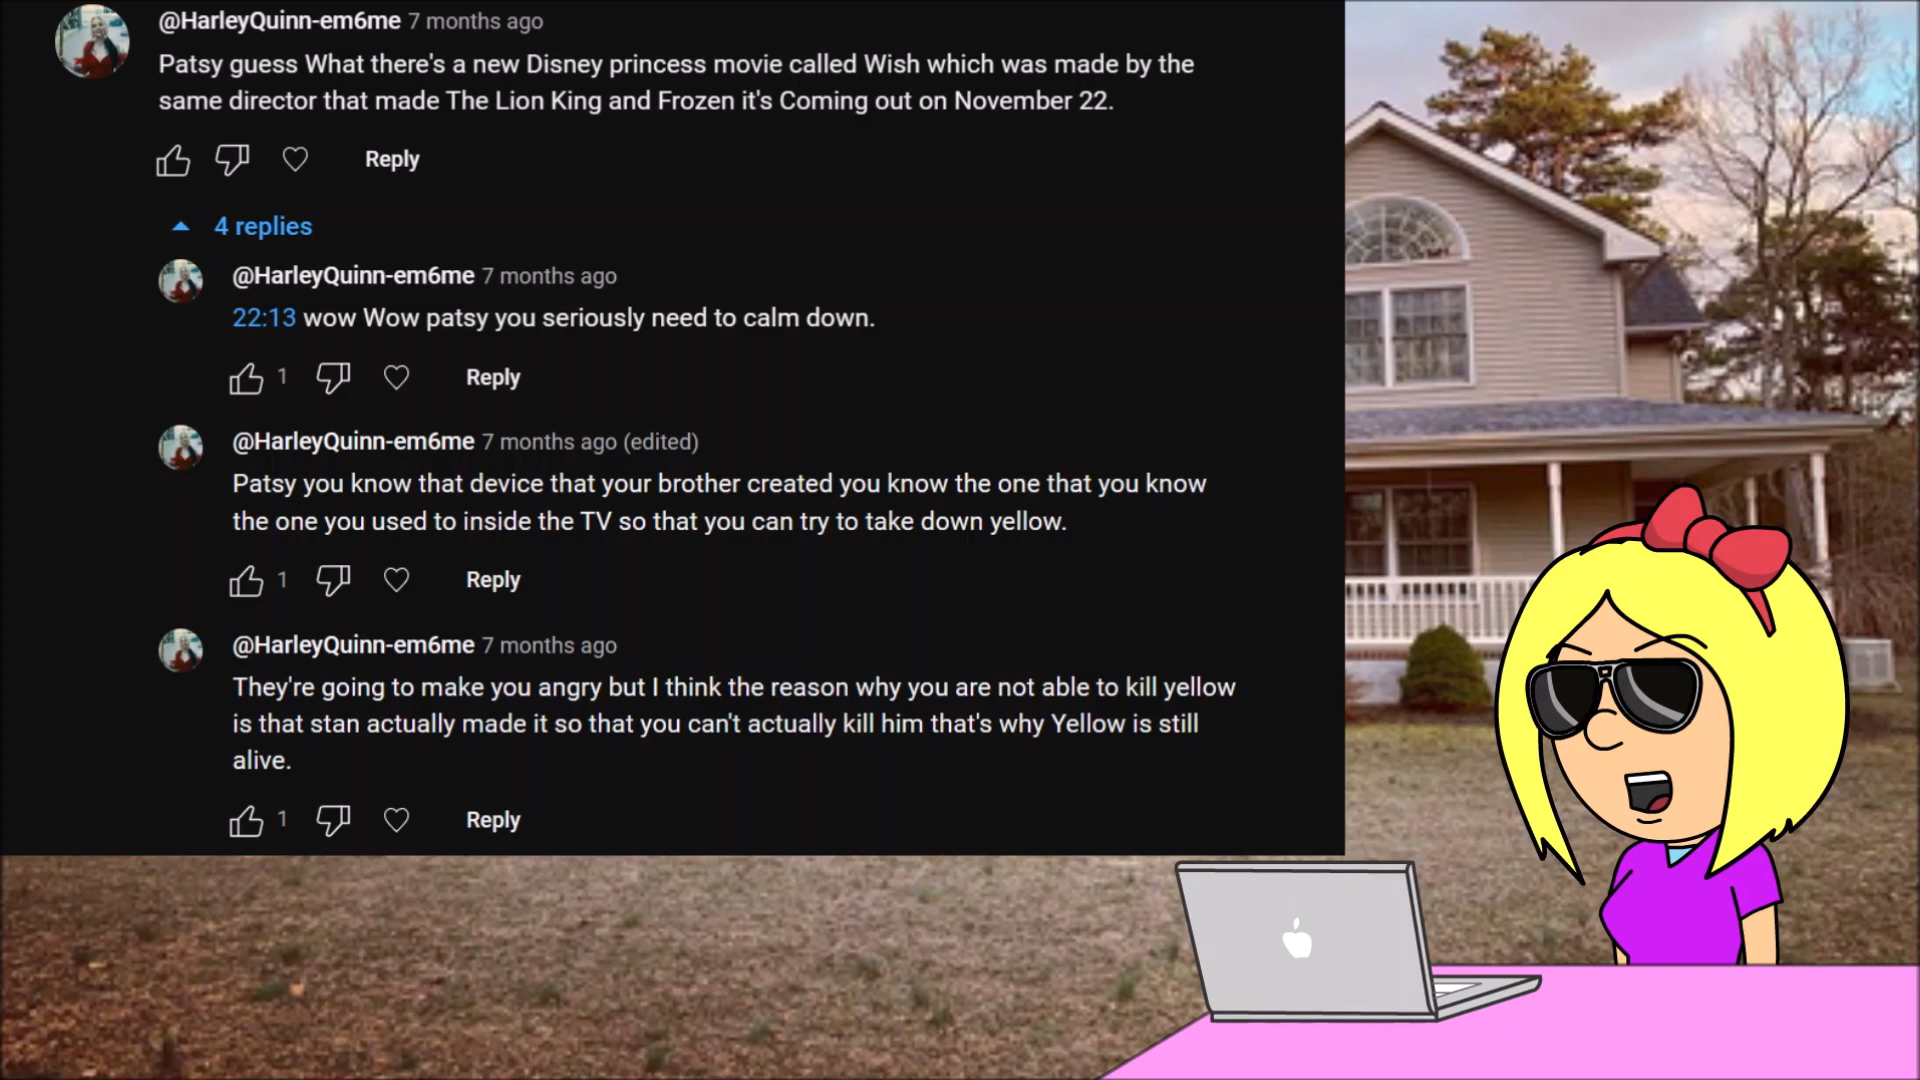 @HarleyQuinn-em6me 7 months ago
Patsy guess What there's a new Disney princess movie called Wish which was made by the
same director that made The Lion King and Frozen it's Coming out on November 22.
Reply
4 replies
@HarleyQuinn-em6me 7 months ago
22:13 wow Wow patsy you seriously need to calm down.
1 Reply
@HarleyQuinn-em6me 7 months ago (edited)
Patsy you know that device that your brother created you know the one that you know
the one you used to inside the TV so that you can try to take down yellow.
1 Reply
@HarleyQuinn-em6me 7 months ago
They're going to make you angry but I think the reason why you are not able to kill yellow
is that stan actually made it so that you can't actually kill him that's why Yellow is still
alive.
1 Reply